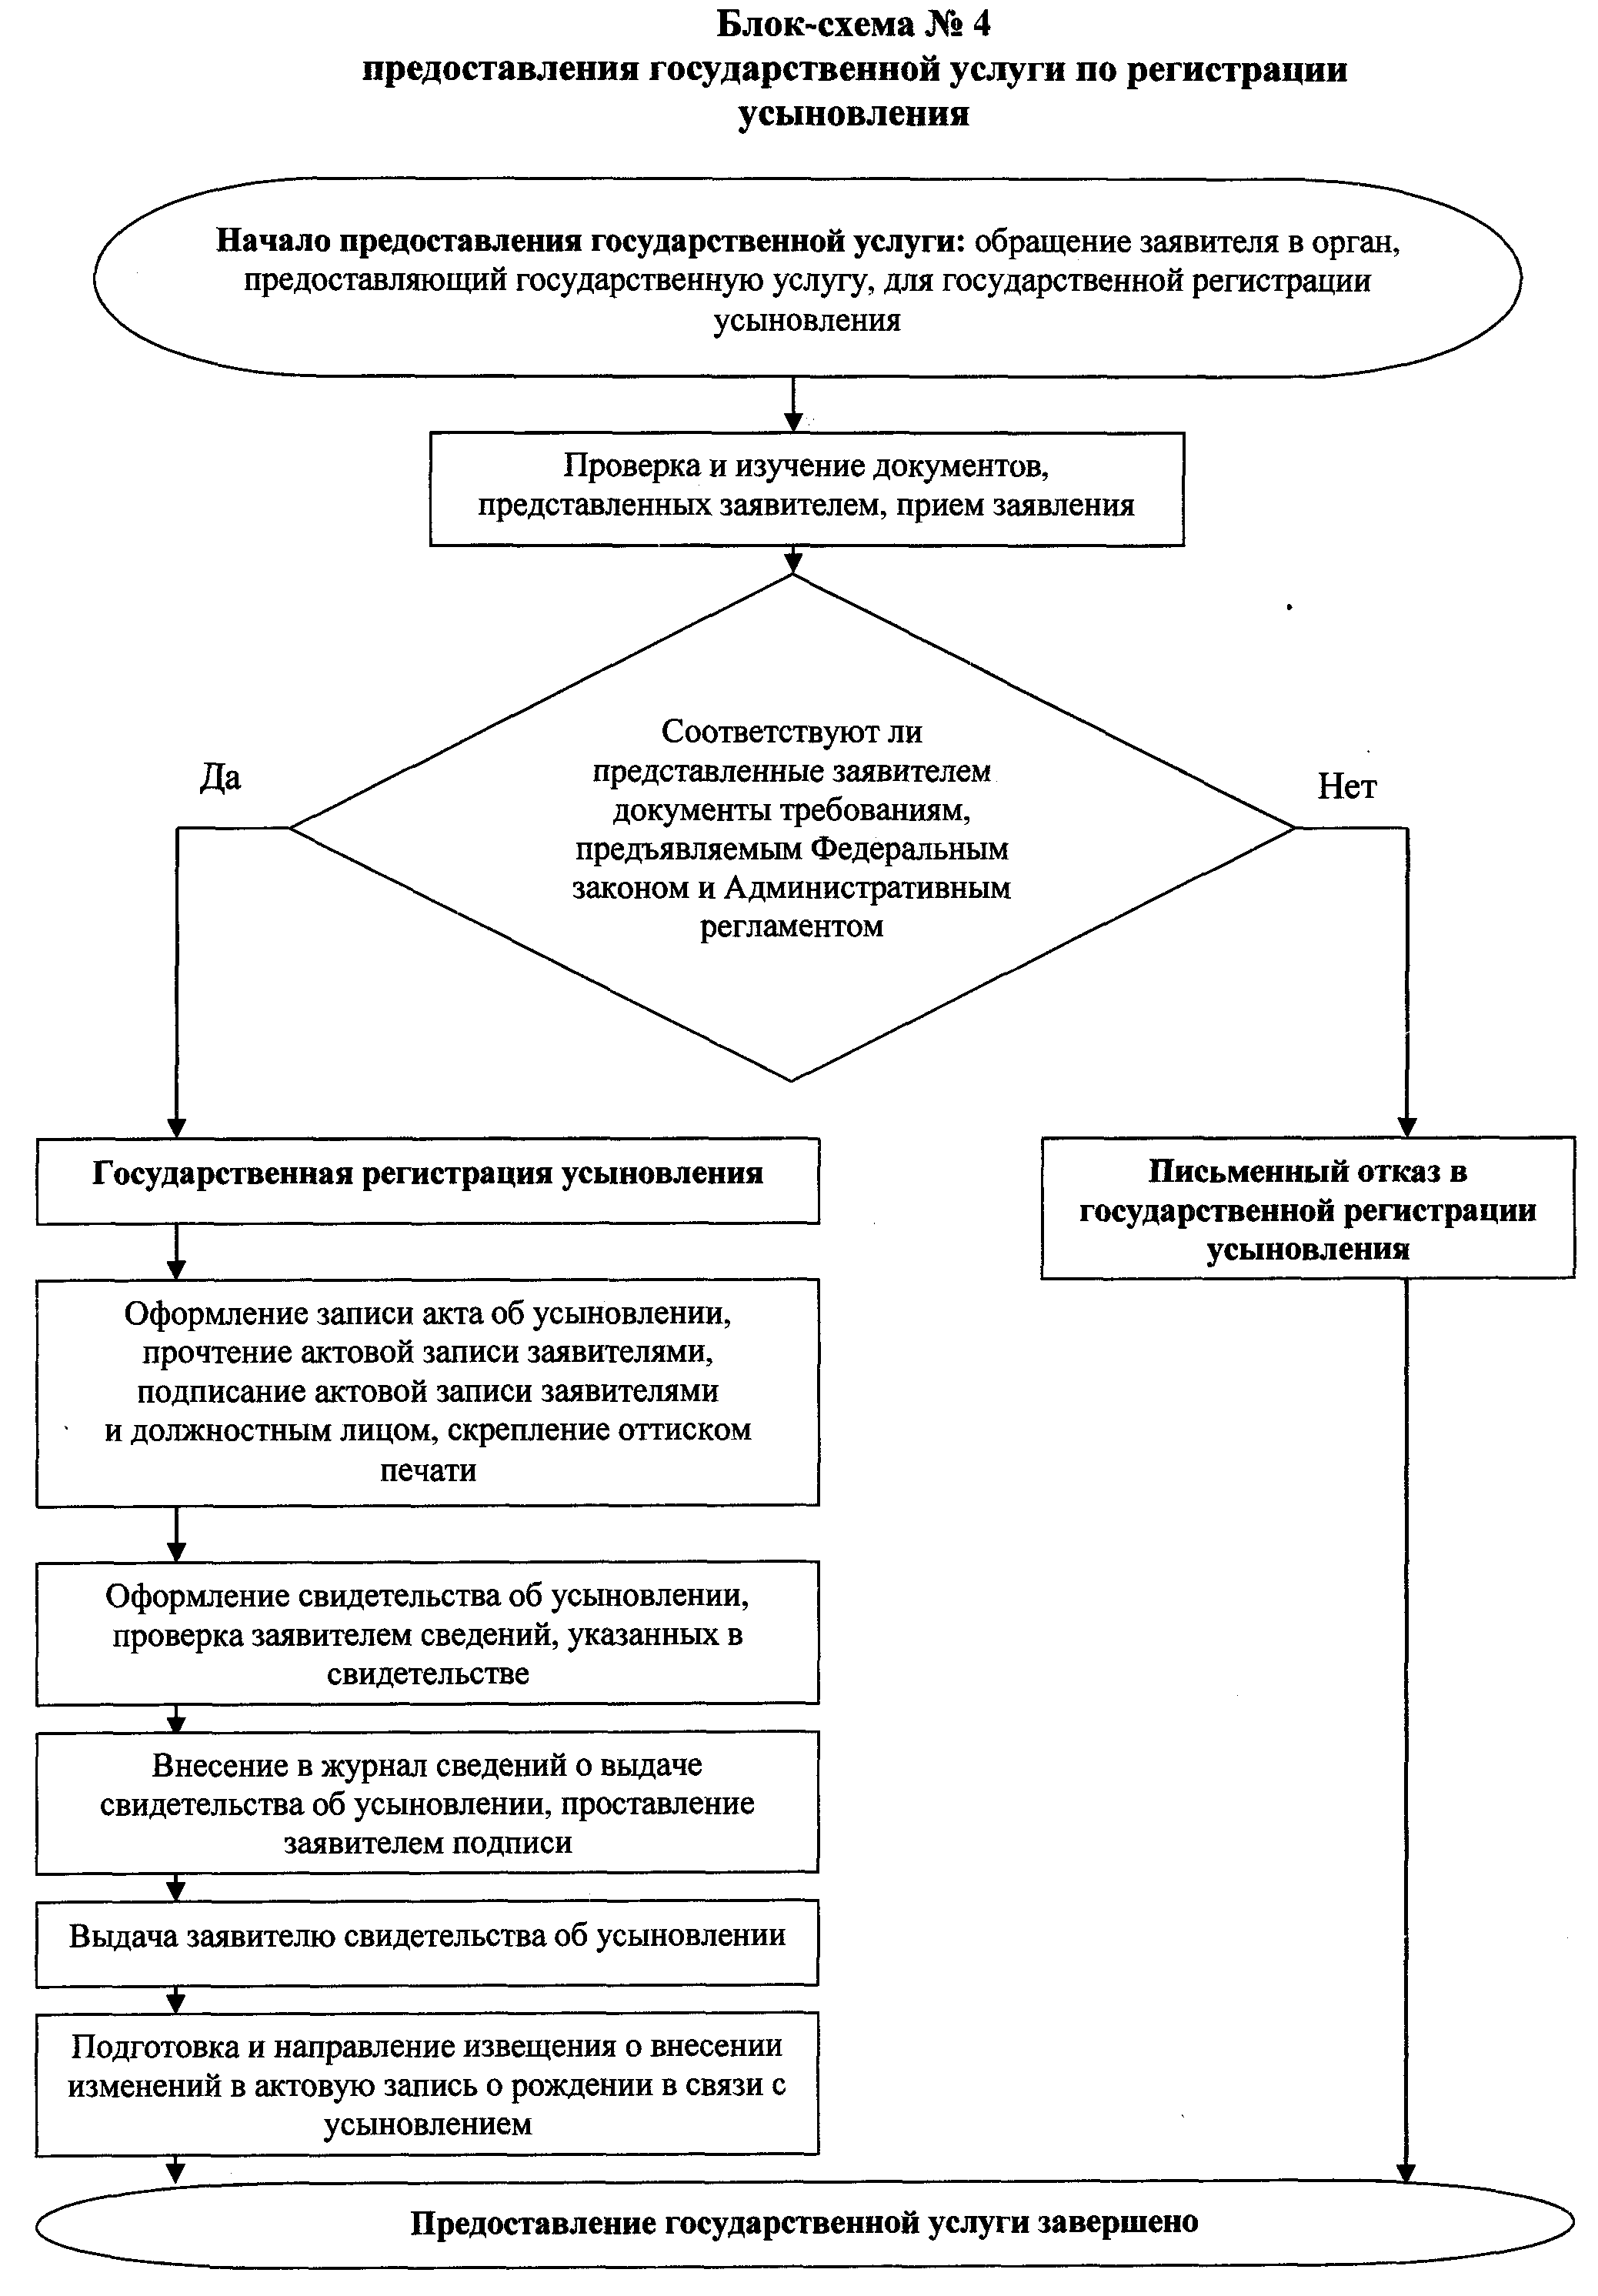 Блок-схема № 4
предоставления государственной услуги по регистрации
усыновления
Начало предоставления государственной услуги: обращение заявителя в орган,
предоставляющий государственную услугу, для государственной регистрации
усыновления
Проверка и изучение документов,
представленных заявителем, прием заявления
Соответствуют ли
представленные заявителем
документы требованиям,
предъявляемым Федеральным
законом и Административным
регламентом
Да
Нет
Государственная регистрация усыновления
Письменный отказ в
государственной регистрации
усыновления
Оформление записи акта об усыновлении,
прочтение актовой записи заявителями,
подписание актовой записи заявителями
и должностным лицом, скрепление оттиском
печати
Оформление свидетельства об усыновлении,
проверка заявителем сведений, указанных в
свидетельстве
Внесение в журнал сведений о выдаче
свидетельства об усыновлении, проставление
заявителем подписи
Выдача заявителю свидетельства об усыновлении
Подготовка и направление извещения о внесении
изменений в актовую запись о рождении в связи с
усыновлением
Предоставление государственной услуги завершено